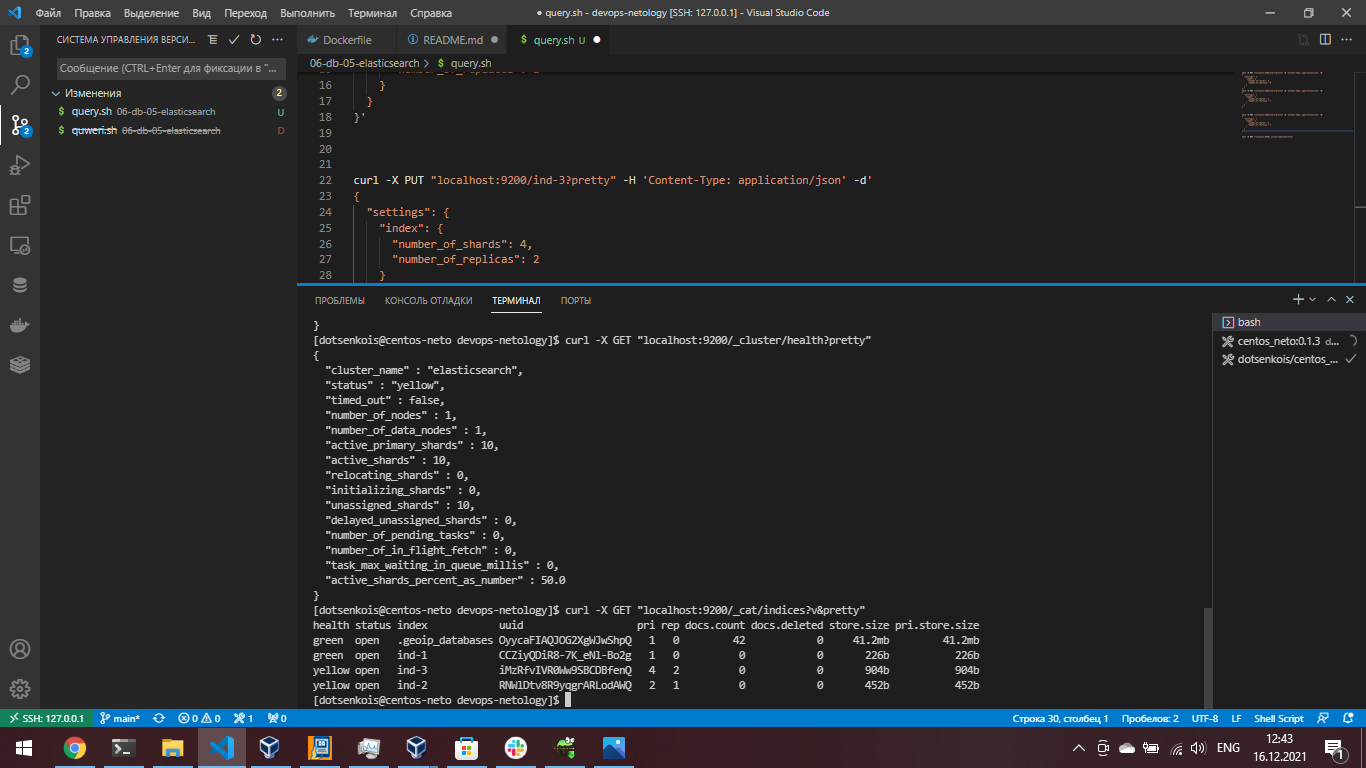 Файл Правка Выделение Вид Переход Выполнить Терминал Справка
● query.sh - devops-netology [SSH: 127.0.0.1] - Visual Studio Code
СИСТЕМА УПРАВЛЕНИЯ ВЕРСИ...
Dockerfile
README.md ●
$ query.sh U ●
Сообщение (CTRL+Enter для фиксации в "...
06-db-05-elasticsearch > $ query.sh
Изменения 2
$ query.sh 06-db-05-elasticsearch U
$ quweri.sh 06-db-05-elasticsearch D
2
2
16 }
17 }
18 }'
19
20
21
22 curl -X PUT "localhost:9200/ind-3?pretty" -H 'Content-Type: application/json' -d'
23 {
24 "settings": {
25 "index": {
26 "number_of_shards": 4,
27 "number_of_replicas": 2
28 }
ПРОБЛЕМЫ КОНСОЛЬ ОТЛАДКИ ТЕРМИНАЛ ПОРТЫ
bash
centos_neto:0.1.3 d...
dotsenkois/centos_...
}
[dotsenkois@centos-neto devops-netology]$ curl -X GET "localhost:9200/_cluster/health?pretty"
{
"cluster_name" : "elasticsearch",
"status" : "yellow",
"timed_out" : false,
"number_of_nodes" : 1,
"number_of_data_nodes" : 1,
"active_primary_shards" : 10,
"active_shards" : 10,
"relocating_shards" : 0,
"initializing_shards" : 0,
"unassigned_shards" : 10,
"delayed_unassigned_shards" : 0,
"number_of_pending_tasks" : 0,
"number_of_in_flight_fetch" : 0,
"task_max_waiting_in_queue_millis" : 0,
"active_shards_percent_as_number" : 50.0
}
[dotsenkois@centos-neto devops-netology]$ curl -X GET "localhost:9200/_cat/indices?v&pretty"
health status index uuid pri rep docs.count docs.deleted store.size pri.store.size
green open .geoip_databases OyycaFIAQJOG2XgWJwShpQ 1 0 42 0 41.2mb 41.2mb
green open ind-1 CCZiyQDiR8-7K_eNl-Bo2g 1 0 0 0 226b 226b
yellow open ind-3 iMzRfvIVR0Ww9SBCDBfenQ 4 2 0 0 904b 904b
yellow open ind-2 RNWlDtv8R9yqgrARLodAWQ 2 1 0 0 452b 452b
[dotsenkois@centos-neto devops-netology]$
SSH: 127.0.0.1 main* 0 0 1 0
Строка 30, столбец 1 Пробелов: 2 UTF-8 LF Shell Script
ENG
12:43
16.12.2021
1